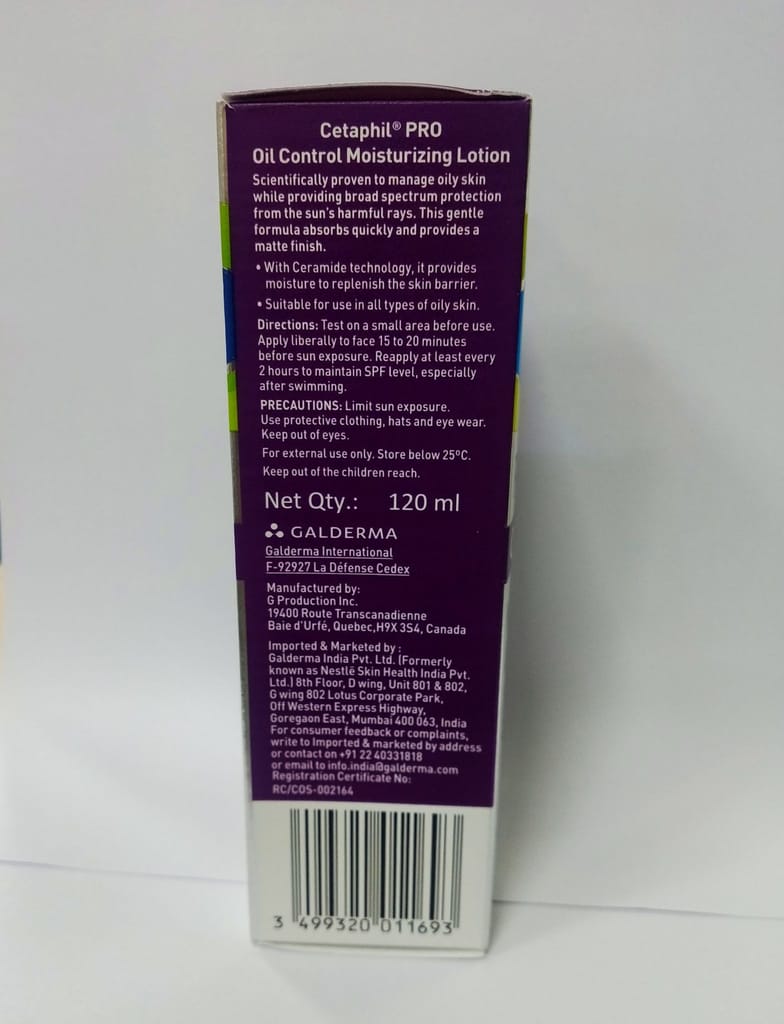 Cetaphil® PRO
Oil Control Moisturizing Lotion
Scientifically proven to manage oily skin
while providing broad spectrum protection
from the sun's harmful rays. This gentle
formula absorbs quickly and provides a
matte finish.
• With Ceramide technology, it provides
moisture to replenish the skin barrier.
• Suitable for use in all types of oily skin.
Directions: Test on a small area before use.
Apply liberally to face 15 to 20 minutes
before sun exposure. Reapply at least every
2 hours to maintain SPF level, especially
after swimming.
PRECAUTIONS: Limit sun exposure.
Use protective clothing, hats and eye wear.
Keep out of eyes.
For external use only. Store below 25ºC.
Keep out of the children reach.
Net Qty.: 120 ml
GALDERMA
Galderma International
F-92927 La Défense Cedex
Manufactured by:
G Production Inc.
19400 Route Transcanadienne
Baie d'Urfé, Quebec,H9X 3S4, Canada
Imported & Marketed by :
Galderma India Pvt. Ltd. (Formerly
known as Nestlē Skin Health India Pvt.
Ltd.) 8th Floor, D wing, Unit 801 & 802,
G wing 802 Lotus Corporate Park,
Off Western Express Highway,
Goregaon East, Mumbai 400 063, India
For consumer feedback or complaints,
write to Imported & marketed by address
or contact on +91 22 40331818
or email to info.india@galderma.com
Registration Certificate No:
RC/COS-002164
3 499320 011693